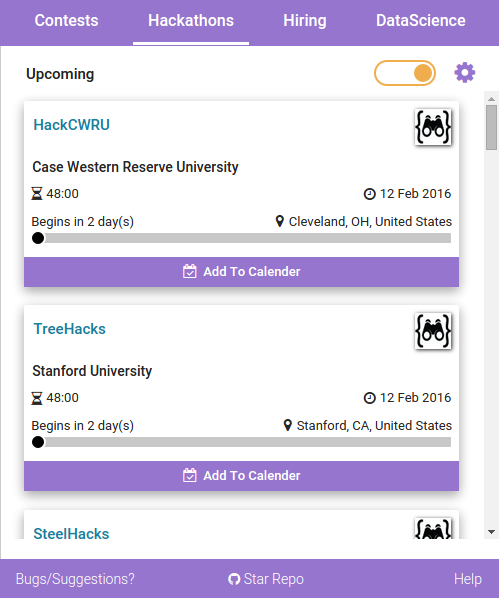 Contests Hackathons Hiring DataScience
Upcoming
HackCWRU
Case Western Reserve University
48:00 12 Feb 2016
Begins in 2 day(s) Cleveland, OH, United States
Add To Calender
TreeHacks
Stanford University
48:00 12 Feb 2016
Begins in 2 day(s) Stanford, CA, United States
Add To Calender
SteelHacks
Bugs/Suggestions? Star Repo Help